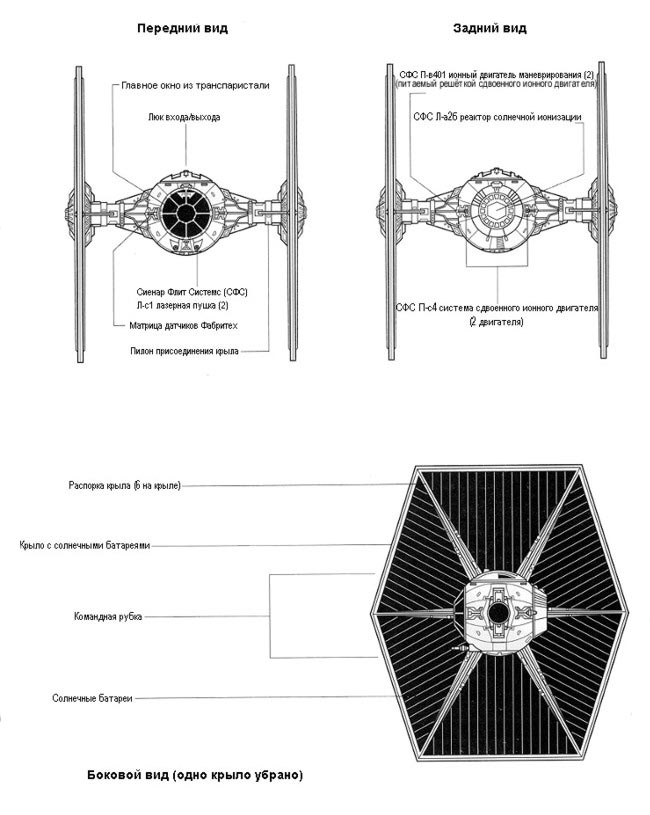 Передний вид
Задний вид
Главное окно из транспаристали
Люк входа/выхода
СФС П-в401 ионный двигатель маневрирования (2)
(питаемый решёткой сдвоенного ионного двигателя)
СФС Л-а2б реактор солнечной ионизации
Сиенар Флит Системс (СФС)
Л-с1 лазерная пушка (2)
Матрица датчиков Фабритех
Пилон присоединения крыла
СФС П-с4 система сдвоенного ионного двигателя
(2 двигателя)
Распорка крыла (6 на крыле)
Крыло с солнечными батареями
Командная рубка
Солнечные батареи
Боковой вид (одно крыло убрано)